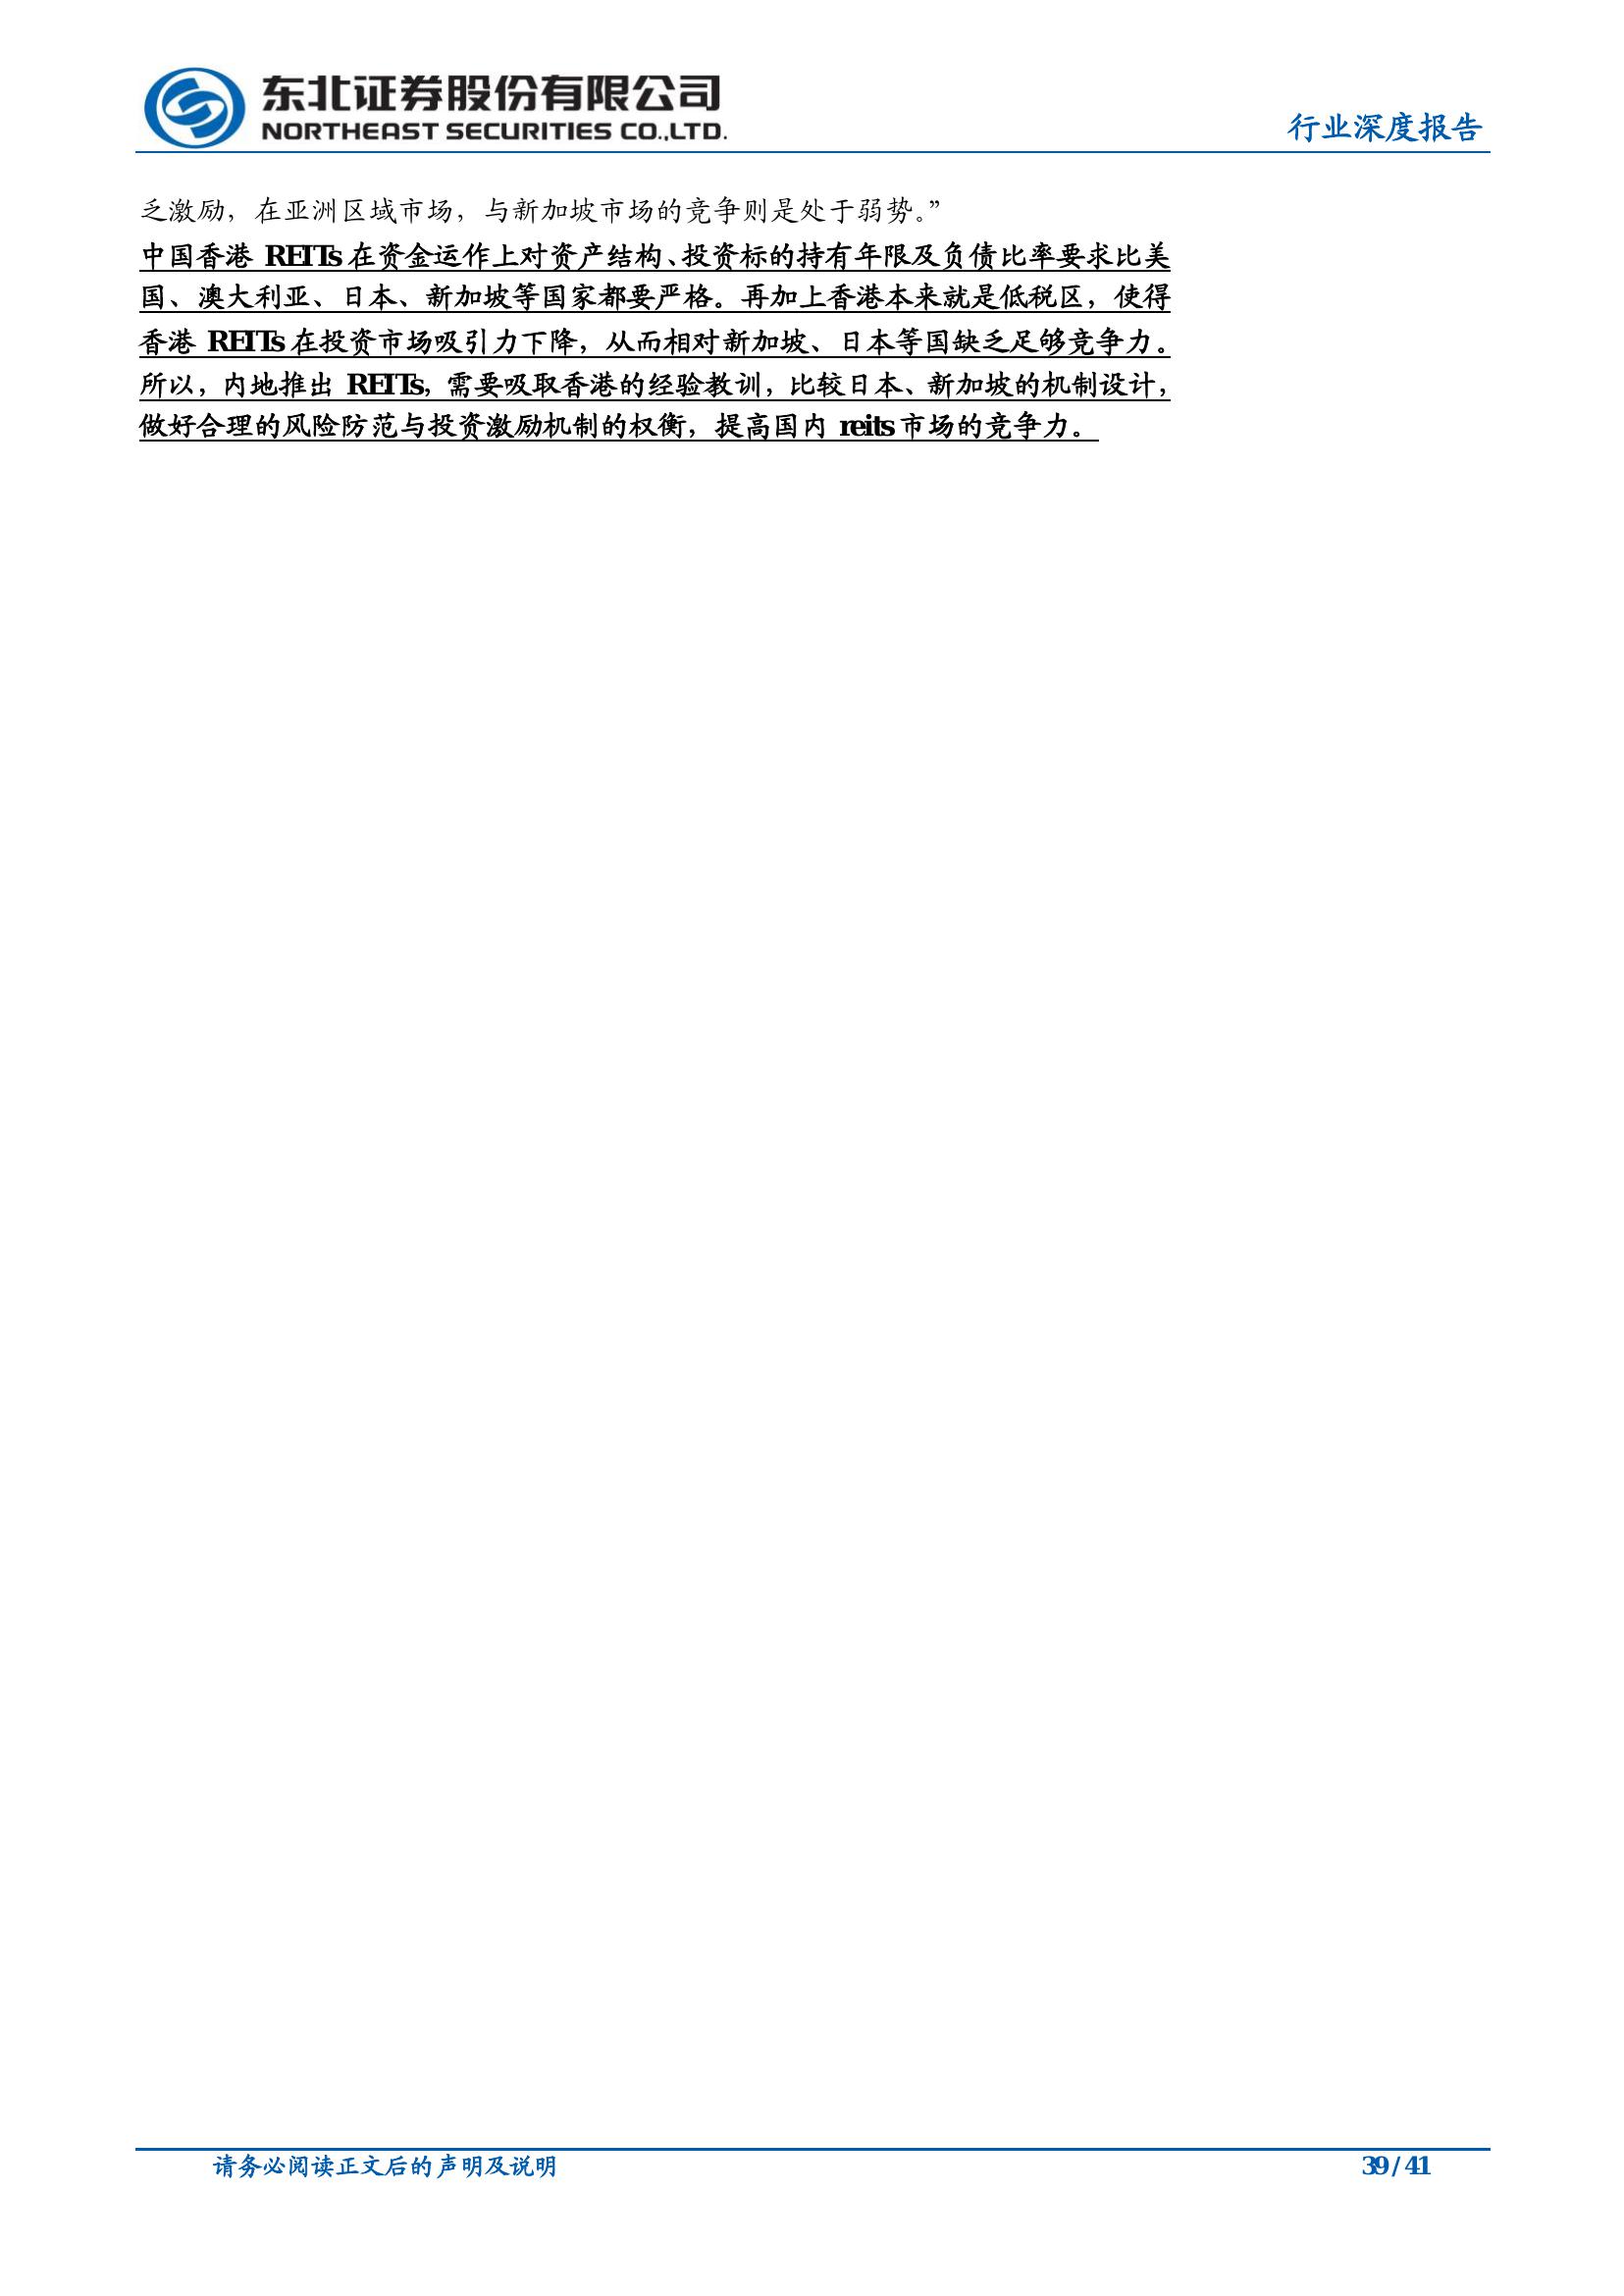 东北证券股份有限公司
NORTHEAST SECURITIES CO.,LTD.
行业深度报告
乏激励，在亚洲区域市场，与新加坡市场的竞争则是处于弱势。”
中国香港 REITs 在资金运作上对资产结构、投资标的持有年限及负债比率要求比美
国、澳大利亚、日本、新加坡等国家都要严格。再加上香港本来就是低税区，使得
香港 REITs 在投资市场吸引力下降，从而相对新加坡、日本等国缺乏足够竞争力。
所以，内地推出 REITs，需要吸取香港的经验教训，比较日本、新加坡的机制设计，
做好合理的风险防范与投资激励机制的权衡，提高国内 reits 市场的竞争力。
请务必阅读正文后的声明及说明
39 / 41